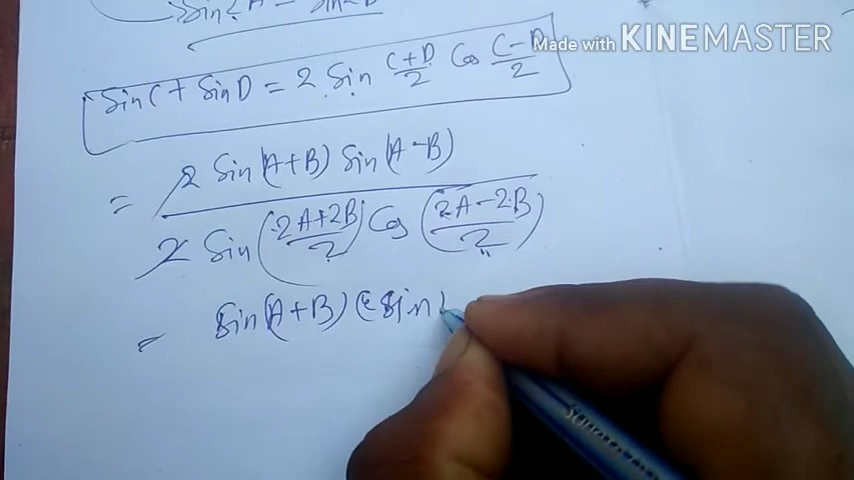 Made with KINEMASTER
Sin C + Sin D = 2 Sin C+D/2 Cos C-D/2
= 2 Sin(A+B) Sin(A-B)
2 Sin(2A+2B/2) Cos(2A-2B/2)
= Sin(A+B) Sin